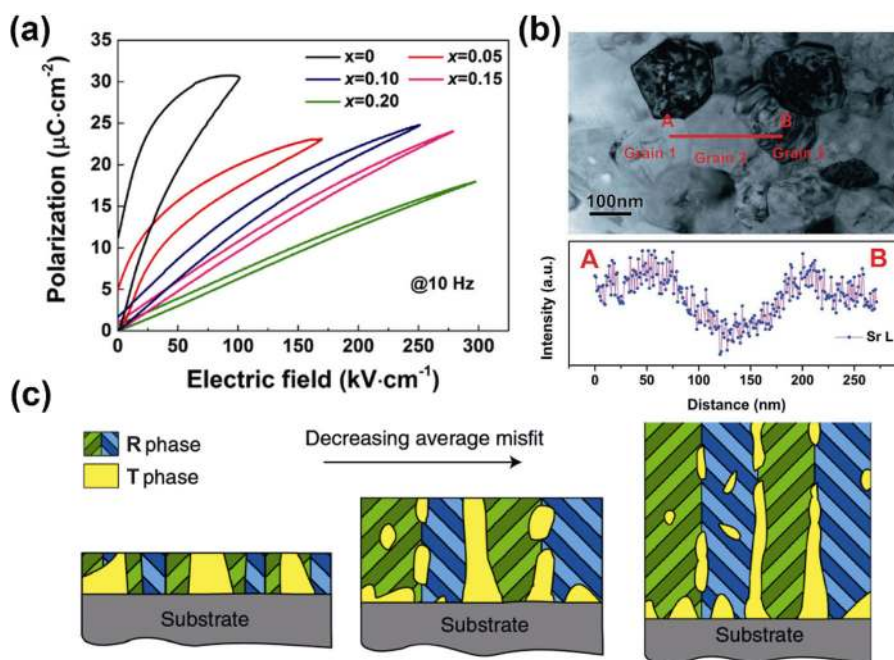 (a)
35
30
25
20
15
10
5
0
Polarization (μC·cm⁻²)
x=0 x=0.05
x=0.10 x=0.15
x=0.20
@10 Hz
0 50 100 150 200 250 300
Electric field (kV·cm⁻¹)
(b)
A B
Grain 1 Grain 2 Grain 3
100nm
A B
Intensity (a.u.)
Sr L
0 50 100 150 200 250
Distance (nm)
(c)
R phase
T phase
Decreasing average misfit
Substrate
Substrate
Substrate